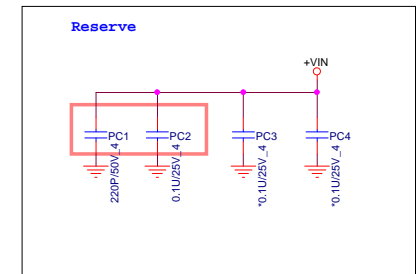 Reserve
+VIN
PC1
PC2
PC3
PC4
220P/50V_4
0.1U/25V_4
*0.1U/25V_4
*0.1U/25V_4